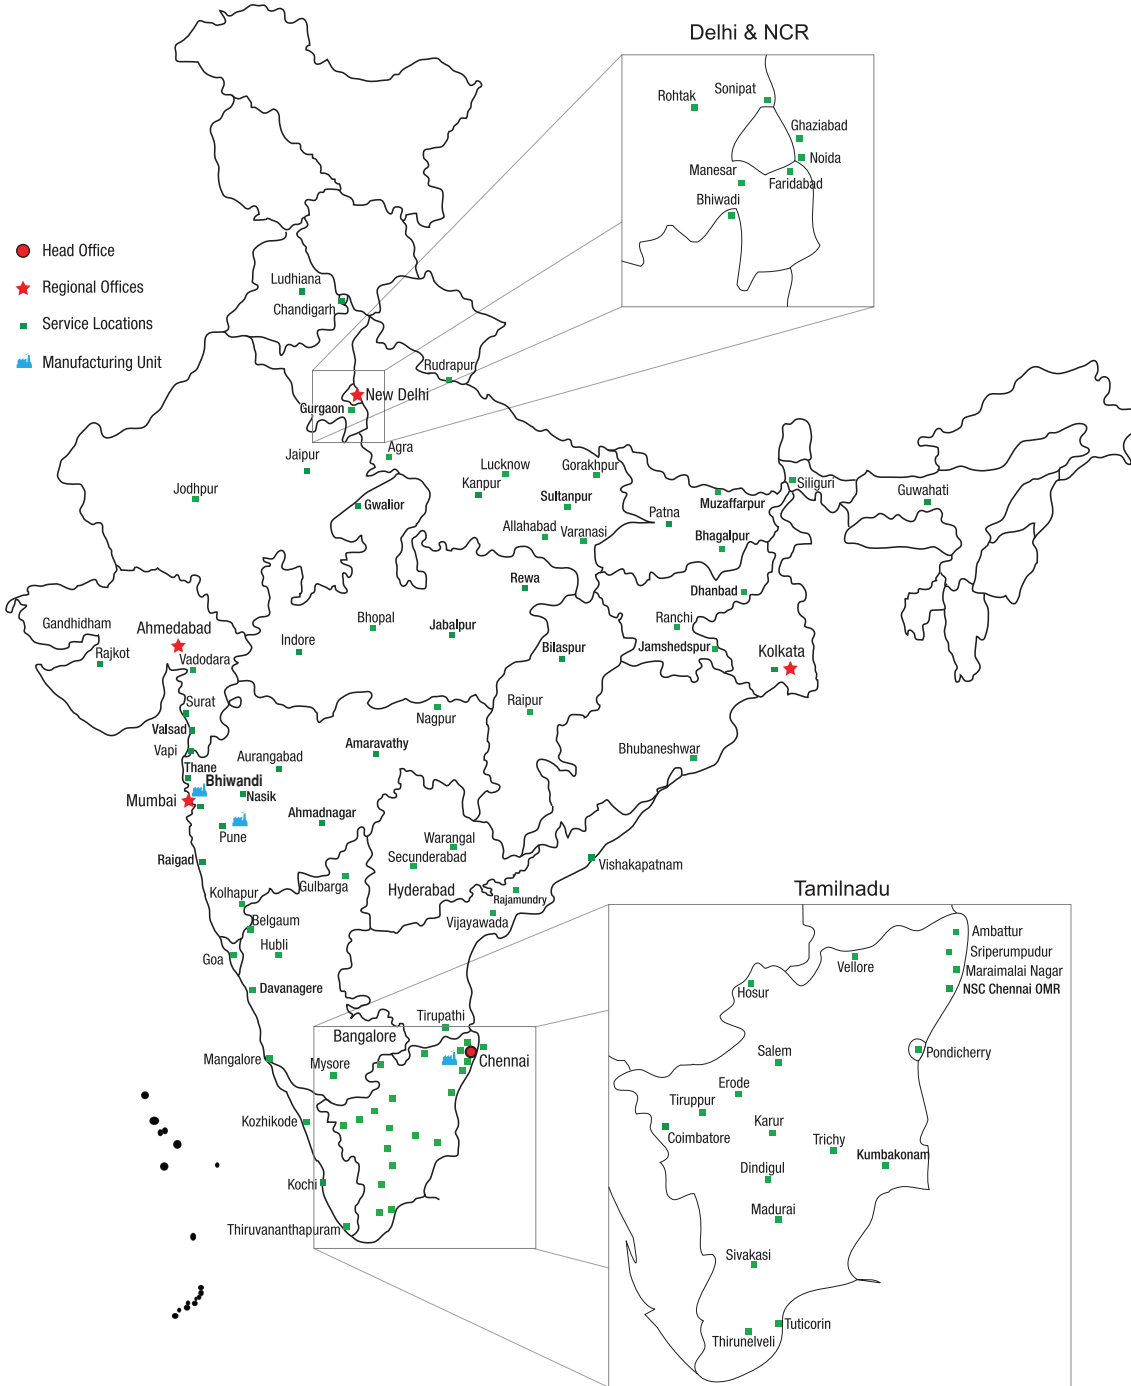 Delhi & NCR
Sonipat
Rohtak
Ghaziabad
Noida
Manesar
Faridabad
Bhiwadi
Head Office
Regional Offices
Service Locations
Manufacturing Unit
Ludhiana
Chandigarh
Rudrapur
New Delhi
Gurgaon
Agra
Jaipur
Lucknow
Gorakhpur
Kanpur
Siliguri
Jodhpur
Sultanpur
Muzaffarpur
Guwahati
Gwalior
Patna
Allahabad
Varanasi
Bhagalpur
Rewa
Dhanbad
Gandhidham
Ahmedabad
Bhopal
Jabalpur
Ranchi
Indore
Bilaspur
Jamshedspur
Kolkata
Rajkot
Vadodara
Surat
Nagpur
Raipur
Valsad
Vapi
Aurangabad
Amaravathy
Bhubaneshwar
Thane
Bhiwandi
Mumbai
Nasik
Ahmadnagar
Pune
Warangal
Raigad
Secunderabad
Vishakapatnam
Gulbarga
Hyderabad
Kolhapur
Rajamundry
Belgaum
Vijayawada
Hubli
Goa
Davanagere
Tirupathi
Bangalore
Mangalore
Mysore
Chennai
Kozhikode
Kochi
Thiruvananthapuram
Tamilnadu
Ambattur
Sriperumpudur
Vellore
Maraimalai Nagar
Hosur
NSC Chennai OMR
Salem
Pondicherry
Erode
Tiruppur
Karur
Coimbatore
Trichy
Kumbakonam
Dindigul
Madurai
Sivakasi
Tuticorin
Thirunelveli